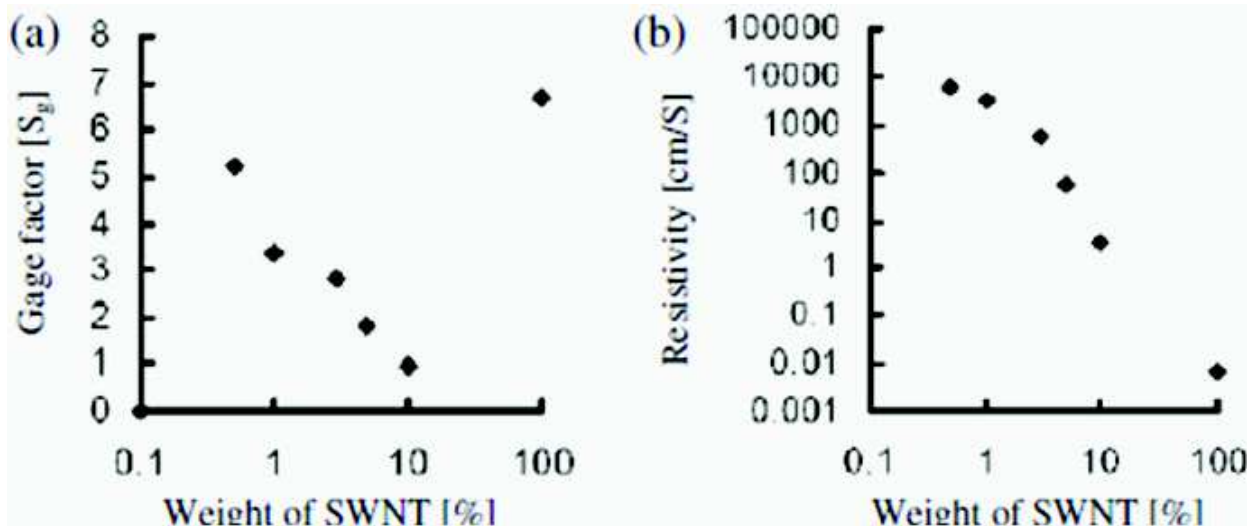 (a)
Gage factor [Sg]
8
7
6
5
4
3
2
1
0
0.1 1 10 100
Weight of SWNT [%]
(b)
Resistivity [cm/S]
100000
10000
1000
100
10
1
0.1
0.01
0.001
0.1 1 10 100
Weight of SWNT [%]